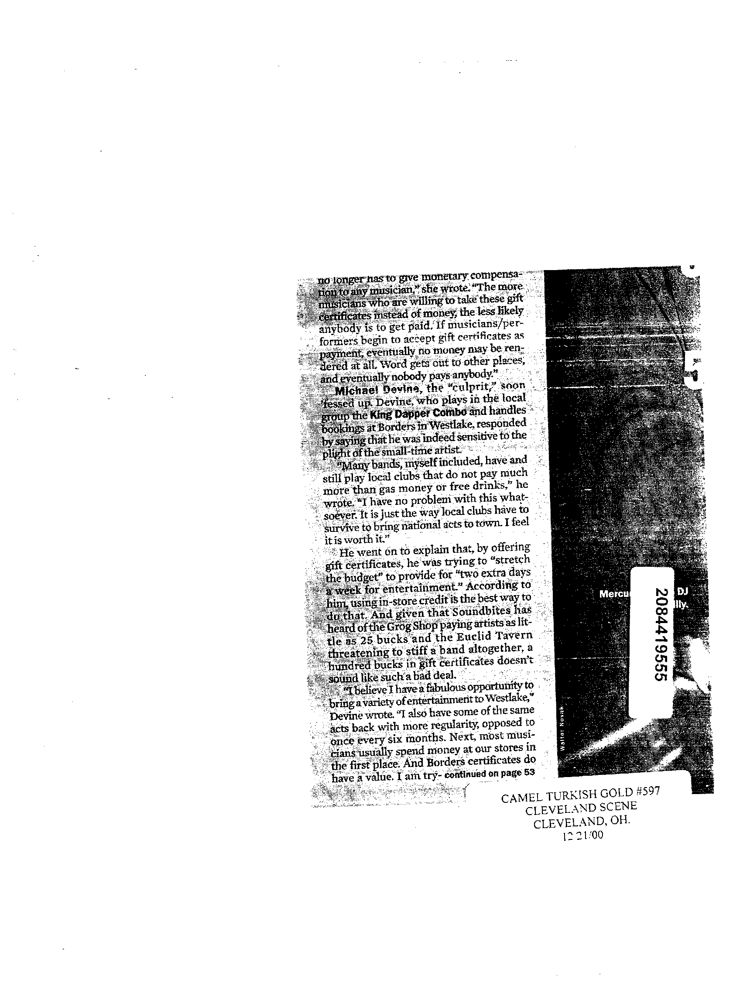 no longer has to give monetary compensa-
tion to any musician," she wrote. "The more
musicians who are willing to take these gift
certificates instead of money, the less likely
anybody is to get paid. If musicians/per-
formers begin to accept gift certificates as
payment, eventually no money may be ren-
dered at all. Word gets out to other places,
and eventually nobody pays anybody."
Michael Devine, the "culprit," soon
'fessed up. Devine, who plays in the local
group the King Dapper Combo and handles
bookings at Borders in Westlake, responded
by saying that he was indeed sensitive to the
plight of the small-time artist.
"Many bands, myself included, have and
still play local clubs that do not pay much
more than gas money or free drinks," he
wrote. "I have no problem with this what-
soever. It is just the way local clubs have to
survive to bring national acts to town. I feel
it is worth it."
He went on to explain that, by offering
gift certificates, he was trying to "stretch
the budget" to provide for "two extra days
a week for entertainment." According to
him, using in-store credit is the best way to
do that. And given that Soundbites has
heard of the Grog Shop paying artists as lit-
tle as 25 bucks and the Euclid Tavern
threatening to stiff a band altogether, a
hundred bucks in gift certificates doesn't
sound like such a bad deal.
"I believe I have a fabulous opportunity to
bring a variety of entertainment to Westlake,"
Devine wrote. "I also have some of the same
acts back with more regularity, opposed to
once every six months. Next, most musi-
cians usually spend money at our stores in
the first place. And Borders certificates do
have a value. I am try- continued on page 53
Mercu
DJ
lly.
2084419555
Walter Novak
CAMEL TURKISH GOLD #597
CLEVELAND SCENE
CLEVELAND, OH.
12 21/00